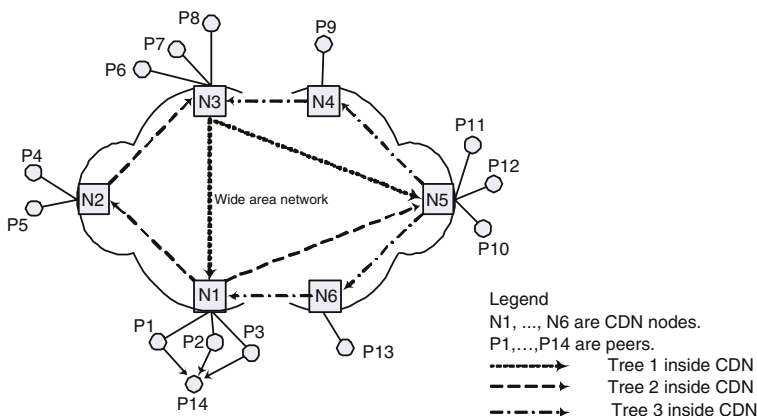 P8
P9
P7
P6
N3
N4
P11
P4
P12
N2
Wide area network
N5
P5
P10
N1
N6
P1
P2
P3
P13
P14
Legend
N1, ..., N6 are CDN nodes.
P1,...,P14 are peers.
Tree 1 inside CDN
Tree 2 inside CDN
Tree 3 inside CDN